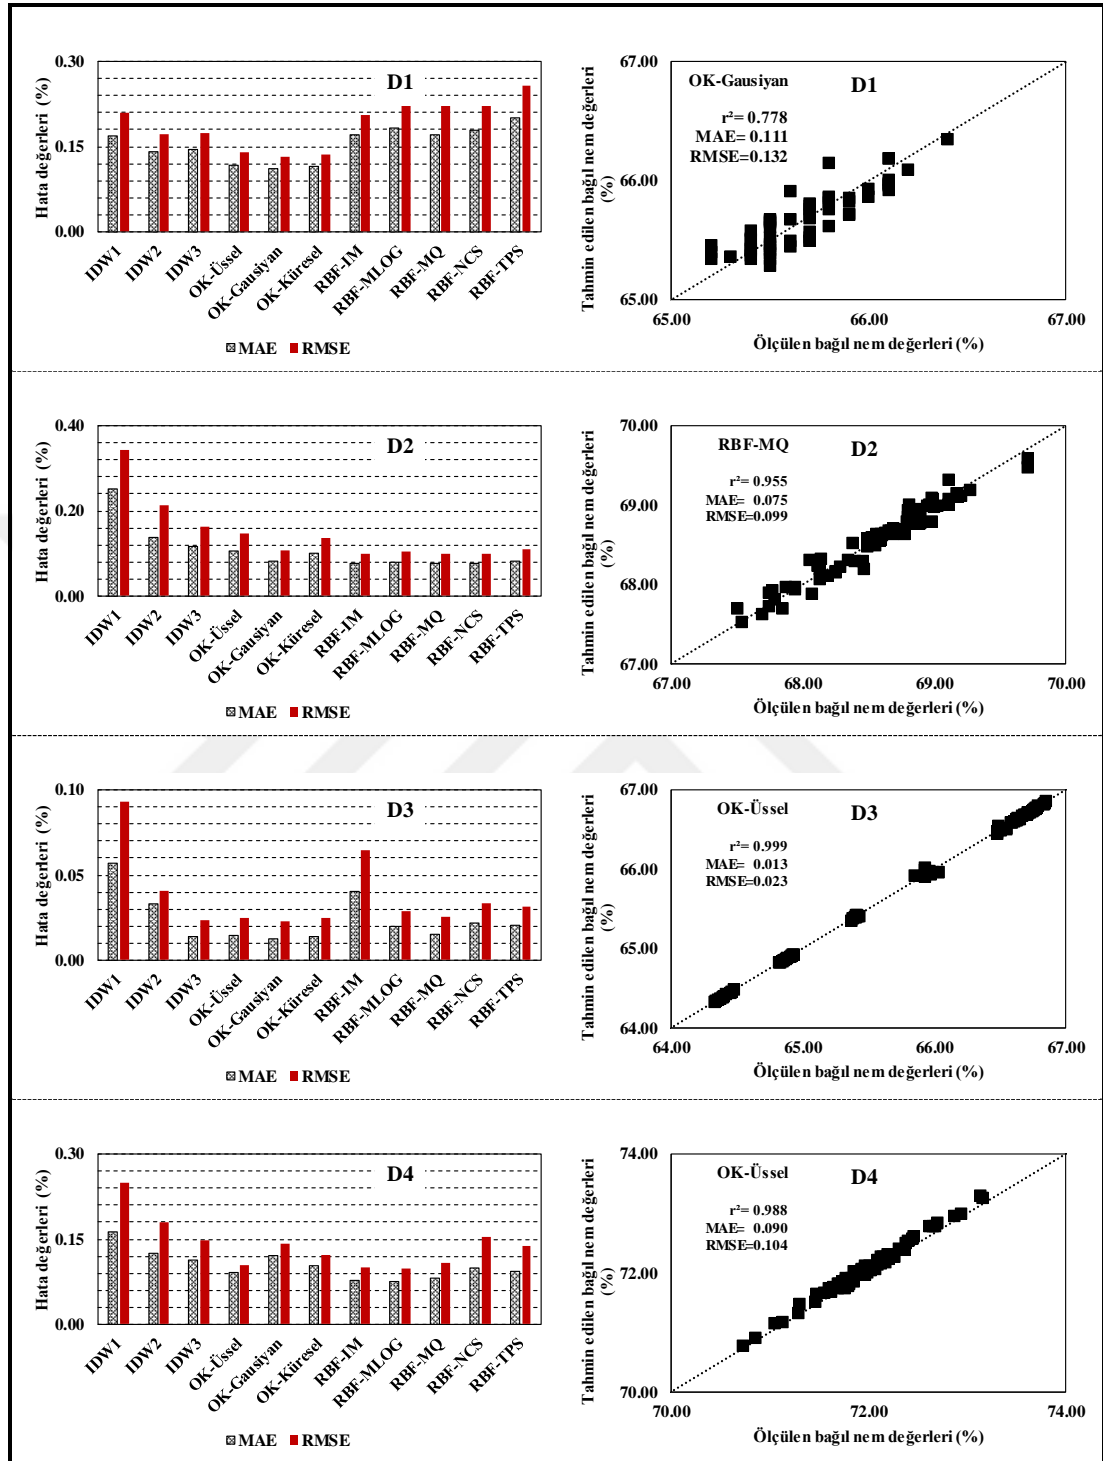 0.30
0.15
0.00
Hata değerleri (%)
D1
IDW1
IDW2
IDW3
OK-Üssel
OK-Gausiyan
OK-Küresel
RBF-IM
RBF-MLOG
RBF-MQ
RBF-NCS
RBF-TPS
MAE RMSE
67.00
66.00
65.00
Tahmin edilen bağıl nem değerleri
(%)
OK-Gausiyan D1
r²= 0.778
MAE= 0.111
RMSE=0.132
65.00 66.00 67.00
Ölçülen bağıl nem değerleri (%)
0.40
0.20
0.00
Hata değerleri (%)
D2
IDW1
IDW2
IDW3
OK-Üssel
OK-Gausiyan
OK-Küresel
RBF-IM
RBF-MLOG
RBF-MQ
RBF-NCS
RBF-TPS
MAE RMSE
70.00
69.00
68.00
67.00
Tahmin edilen bağıl nem değerleri
(%)
RBF-MQ D2
r²= 0.955
MAE= 0.075
RMSE=0.099
67.00 68.00 69.00 70.00
Ölçülen bağıl nem değerleri (%)
0.10
0.05
0.00
Hata değerleri (%)
D3
IDW1
IDW2
IDW3
OK-Üssel
OK-Gausiyan
OK-Küresel
RBF-IM
RBF-MLOG
RBF-MQ
RBF-NCS
RBF-TPS
MAE RMSE
67.00
66.00
65.00
64.00
Tahmin edilen bağıl nem değerleri
(%)
OK-Üssel D3
r²= 0.999
MAE= 0.013
RMSE=0.023
64.00 65.00 66.00 67.00
Ölçülen bağıl nem değerleri (%)
0.30
0.15
0.00
Hata değerleri (%)
D4
IDW1
IDW2
IDW3
OK-Üssel
OK-Gausiyan
OK-Küresel
RBF-IM
RBF-MLOG
RBF-MQ
RBF-NCS
RBF-TPS
MAE RMSE
74.00
72.00
70.00
Tahmin edilen bağıl nem değerleri
(%)
OK-Üssel D4
r²= 0.988
MAE= 0.090
RMSE=0.104
70.00 72.00 74.00
Ölçülen bağıl nem değerleri (%)